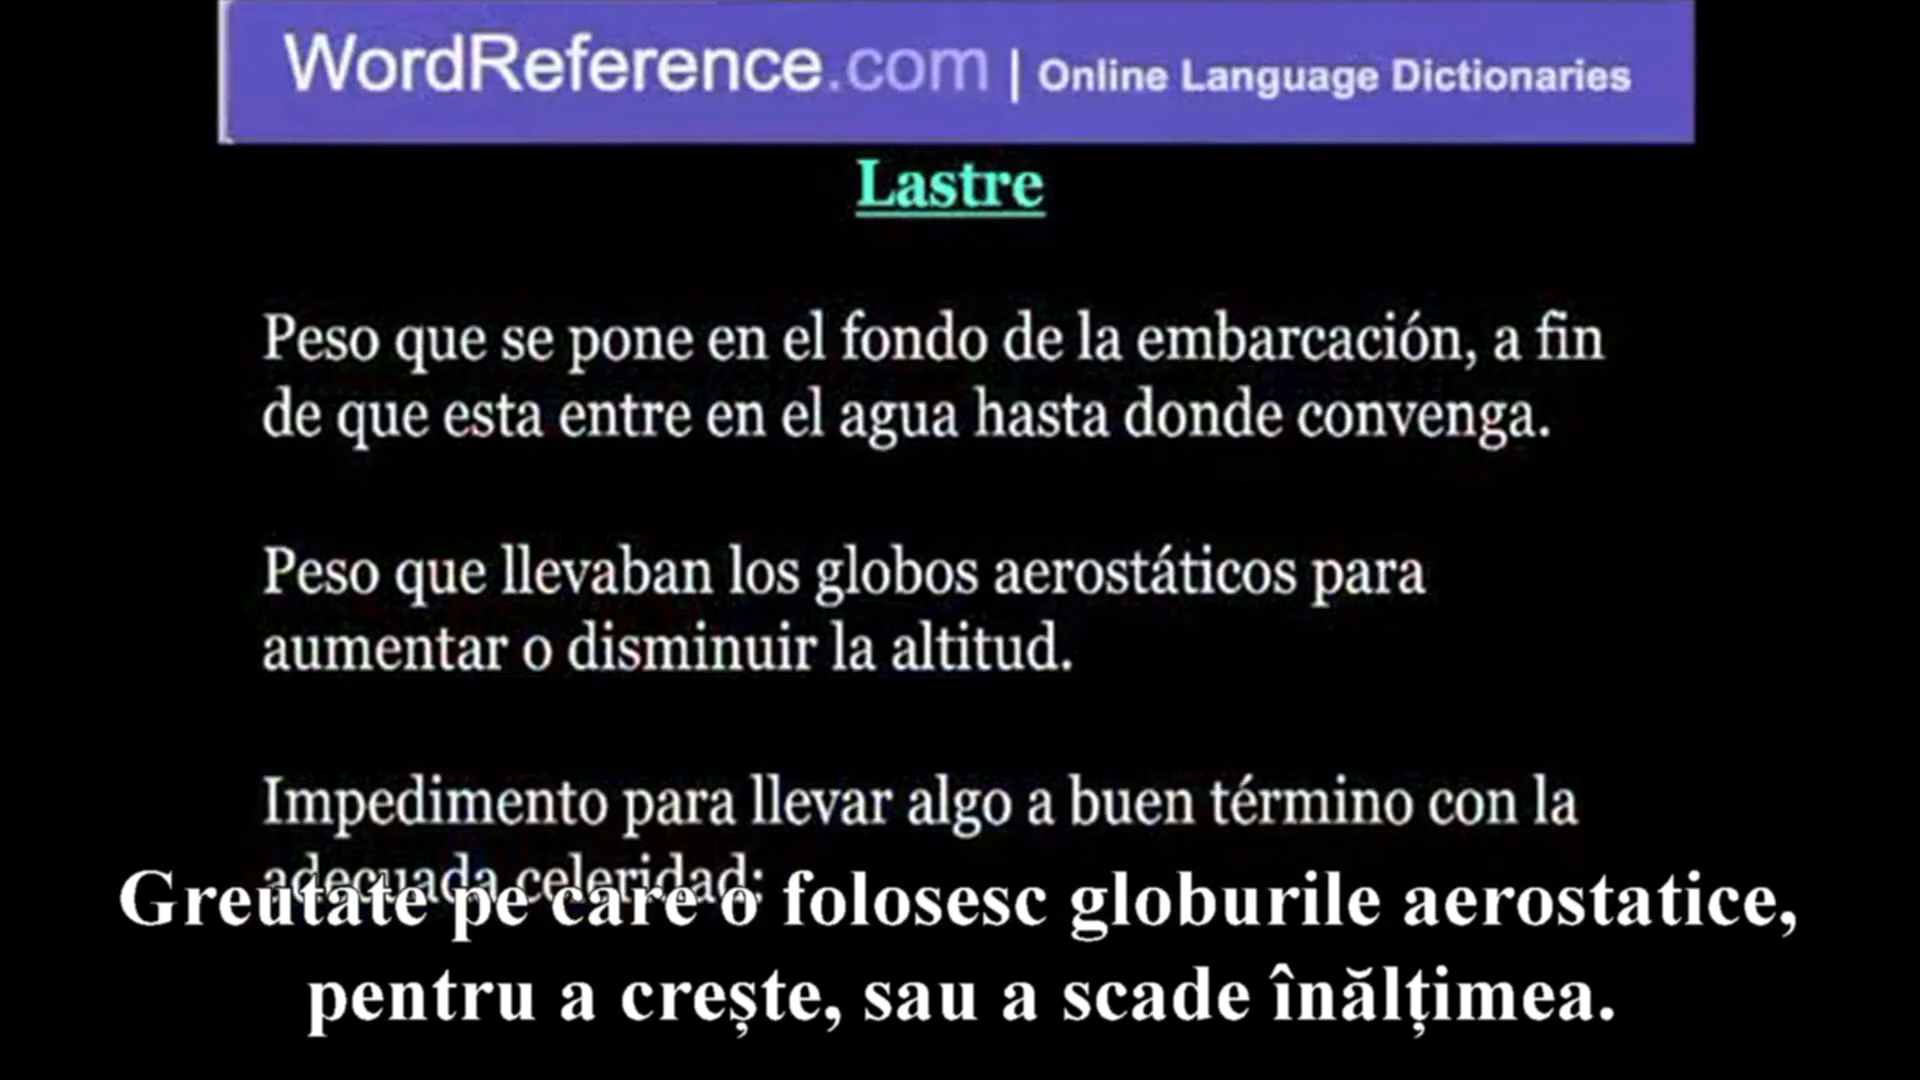 WordReference.com | Online Language Dictionaries
Lastre
Peso que se pone en el fondo de la embarcación, a fin
de que esta entre en el agua hasta donde convenga.
Peso que llevaban los globos aerostáticos para
aumentar o disminuir la altitud.
Impedimento para llevar algo a buen término con la
adecuada celeridad:
Greutate pe care o folosesc globurile aerostatice,
pentru a crește, sau a scade înălțimea.